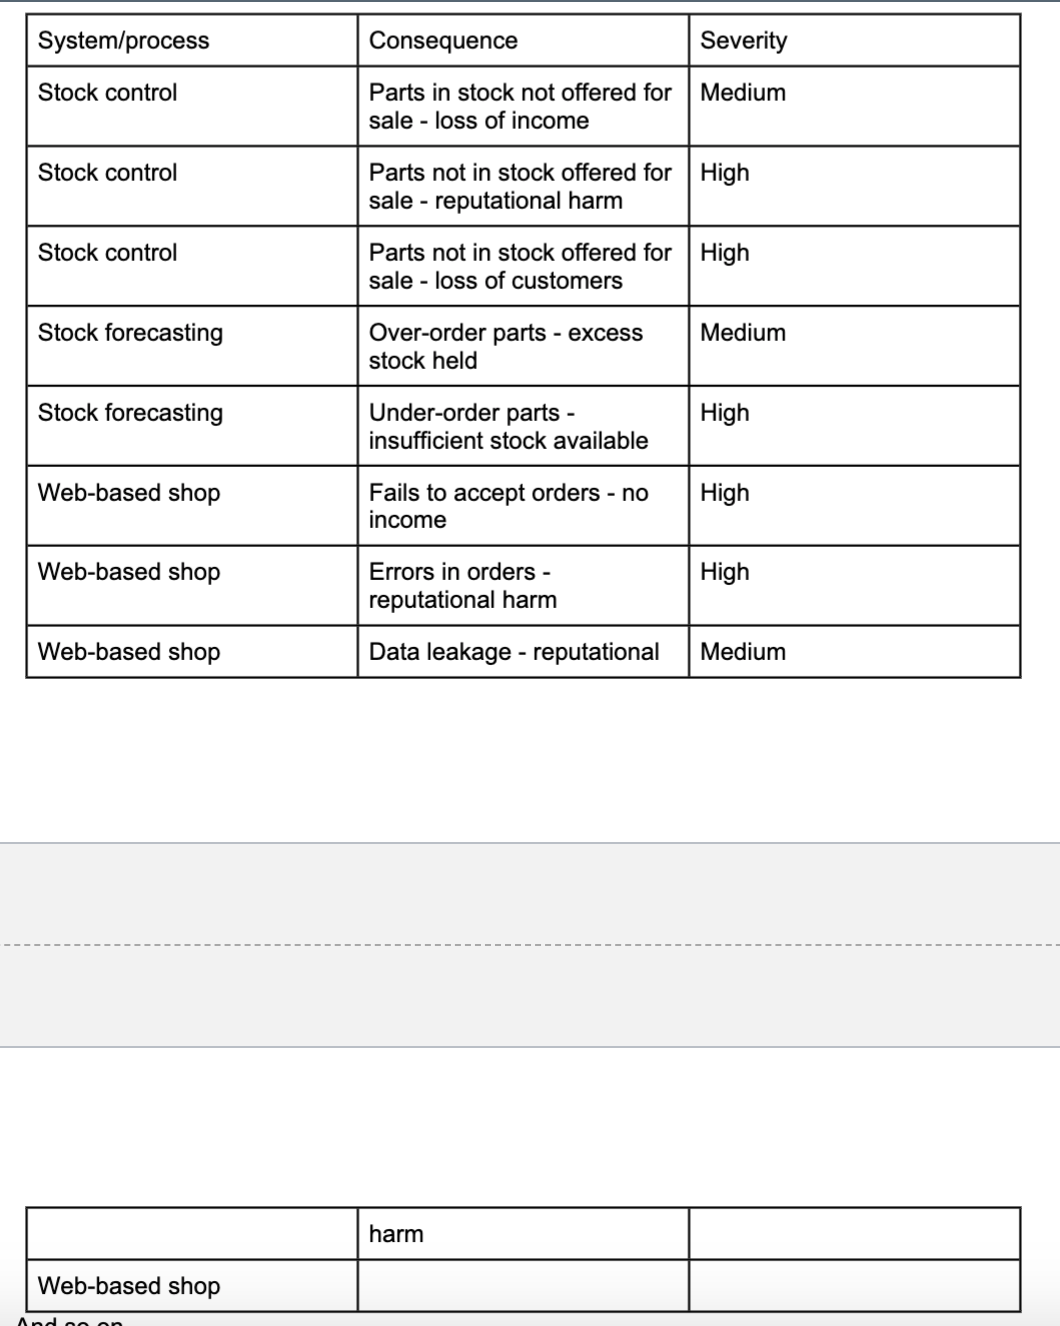 System/process Consequence Severity
Stock control Parts in stock not offered for Medium
sale - loss of income
Stock control Parts not in stock offered for High
sale - reputational harm
Stock control Parts not in stock offered for High
sale - loss of customers
Stock forecasting Over-order parts - excess Medium
stock held
Stock forecasting Under-order parts - High
insufficient stock available
Web-based shop Fails to accept orders - no High
income
Web-based shop Errors in orders - High
reputational harm
Web-based shop Data leakage - reputational Medium
harm
Web-based shop
And so on